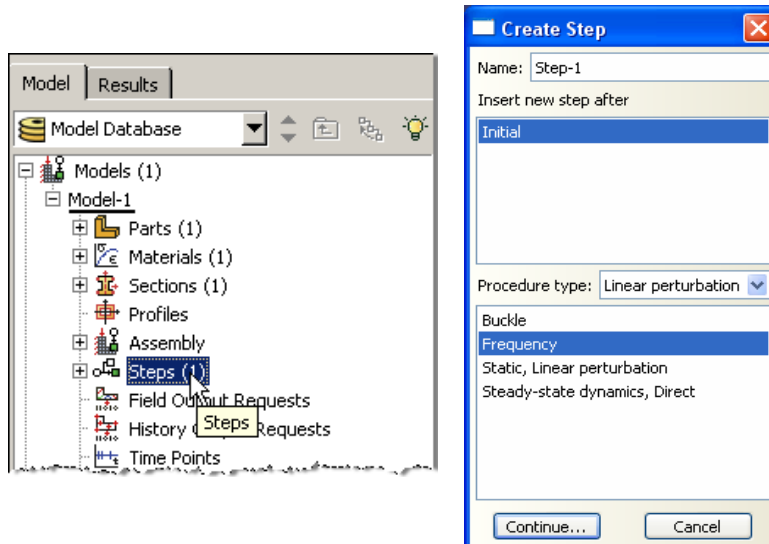 Model Results
Model Database
Models (1)
Model-1
Parts (1)
Materials (1)
Sections (1)
Profiles
Assembly
Steps (1)
Field Output Requests
History Requests
Steps
Time Points
Create Step
Name: Step-1
Insert new step after
Initial
Procedure type: Linear perturbation
Buckle
Frequency
Static, Linear perturbation
Steady-state dynamics, Direct
Continue... Cancel